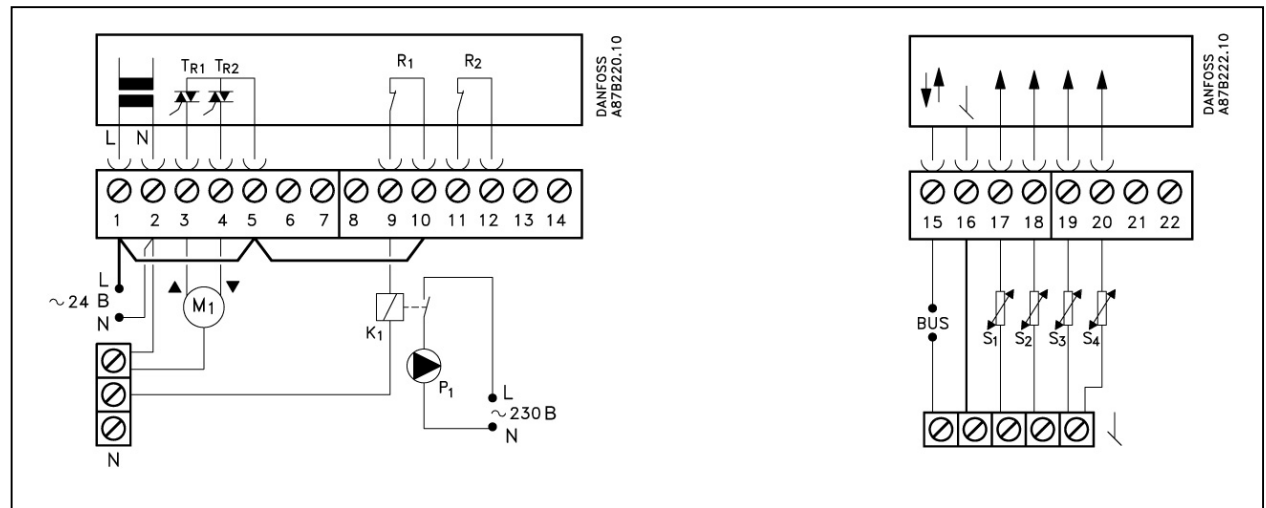 TR1 TR2 R1 R2
L N
DANFOSS
A87B220.10
1 2 3 4 5 6 7 8 9 10 11 12 13 14
L
~24 В
N
M1
K1
P1
L
~230 В
N
N
DANFOSS
A87B222.10
15 16 17 18 19 20 21 22
BUS
S1 S2 S3 S4